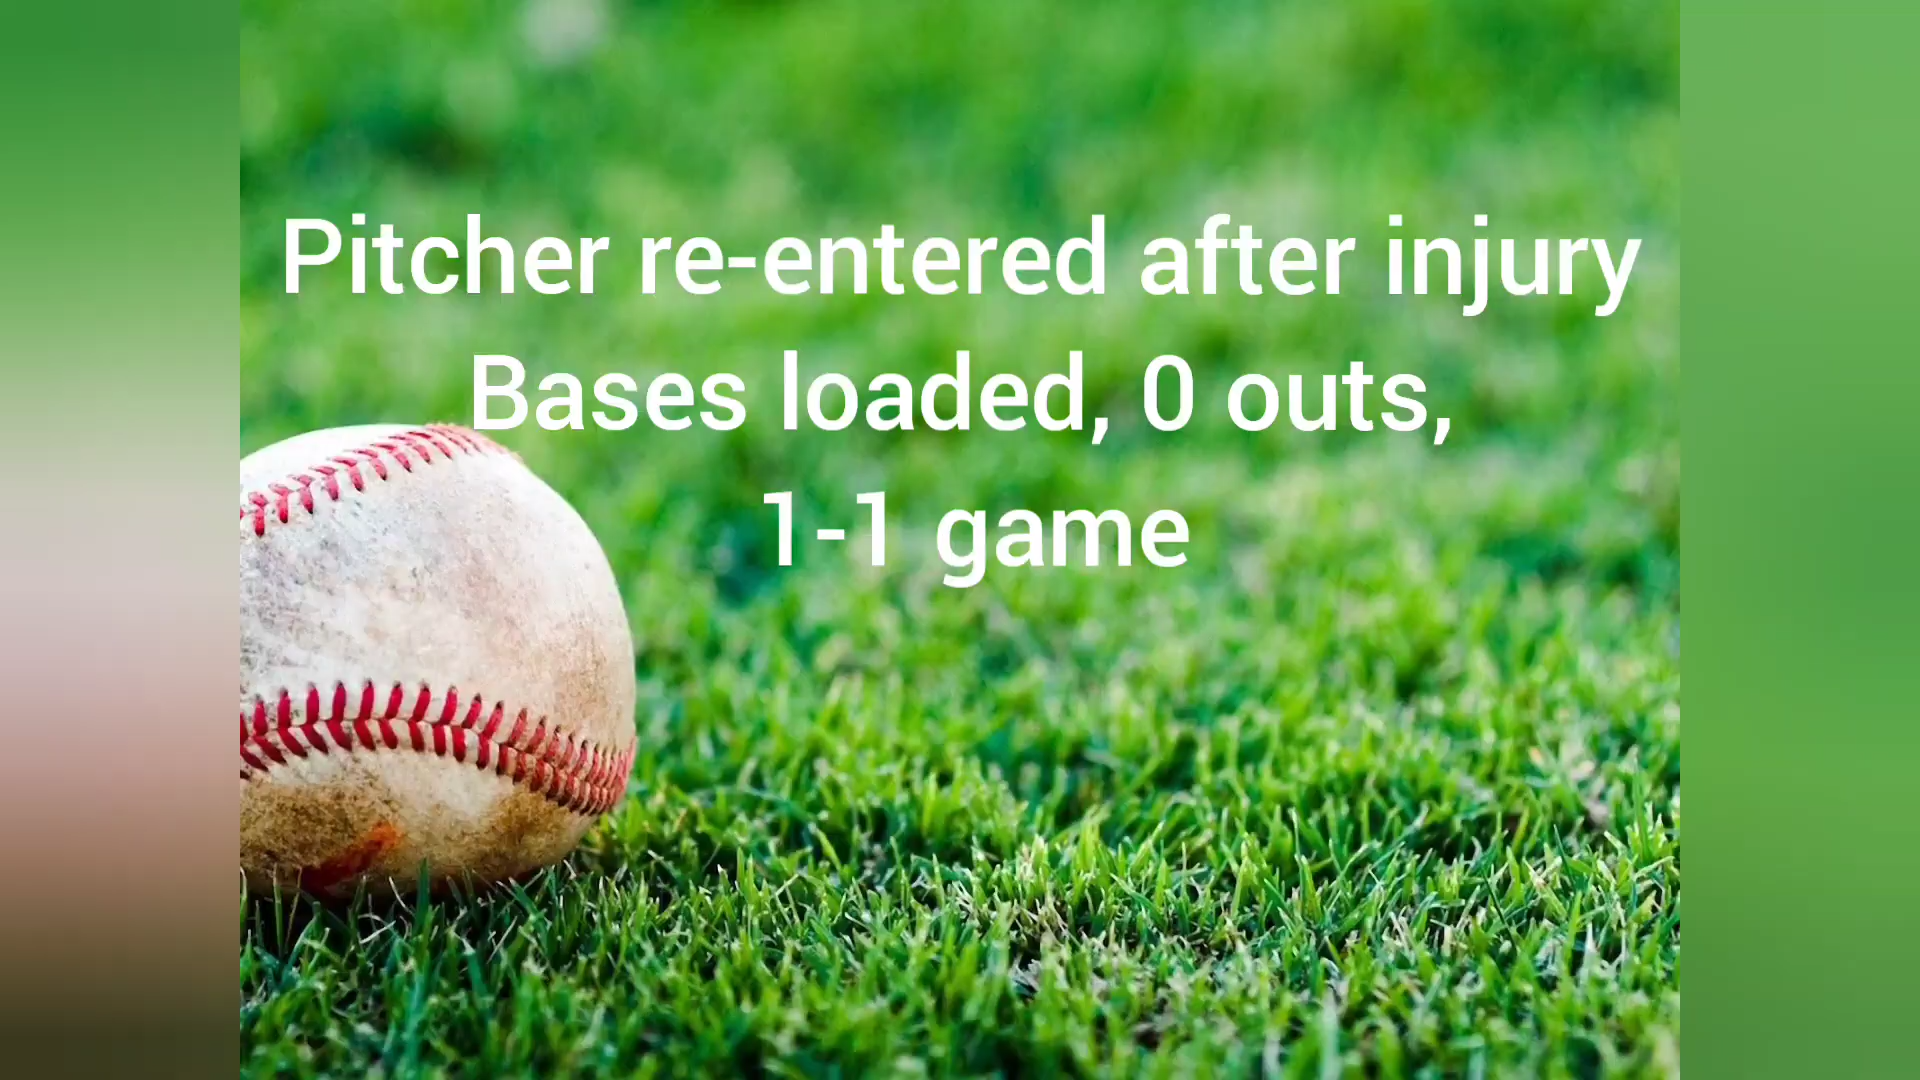 Pitcher re-entered after injury
Bases loaded, 0 outs,
1-1 game